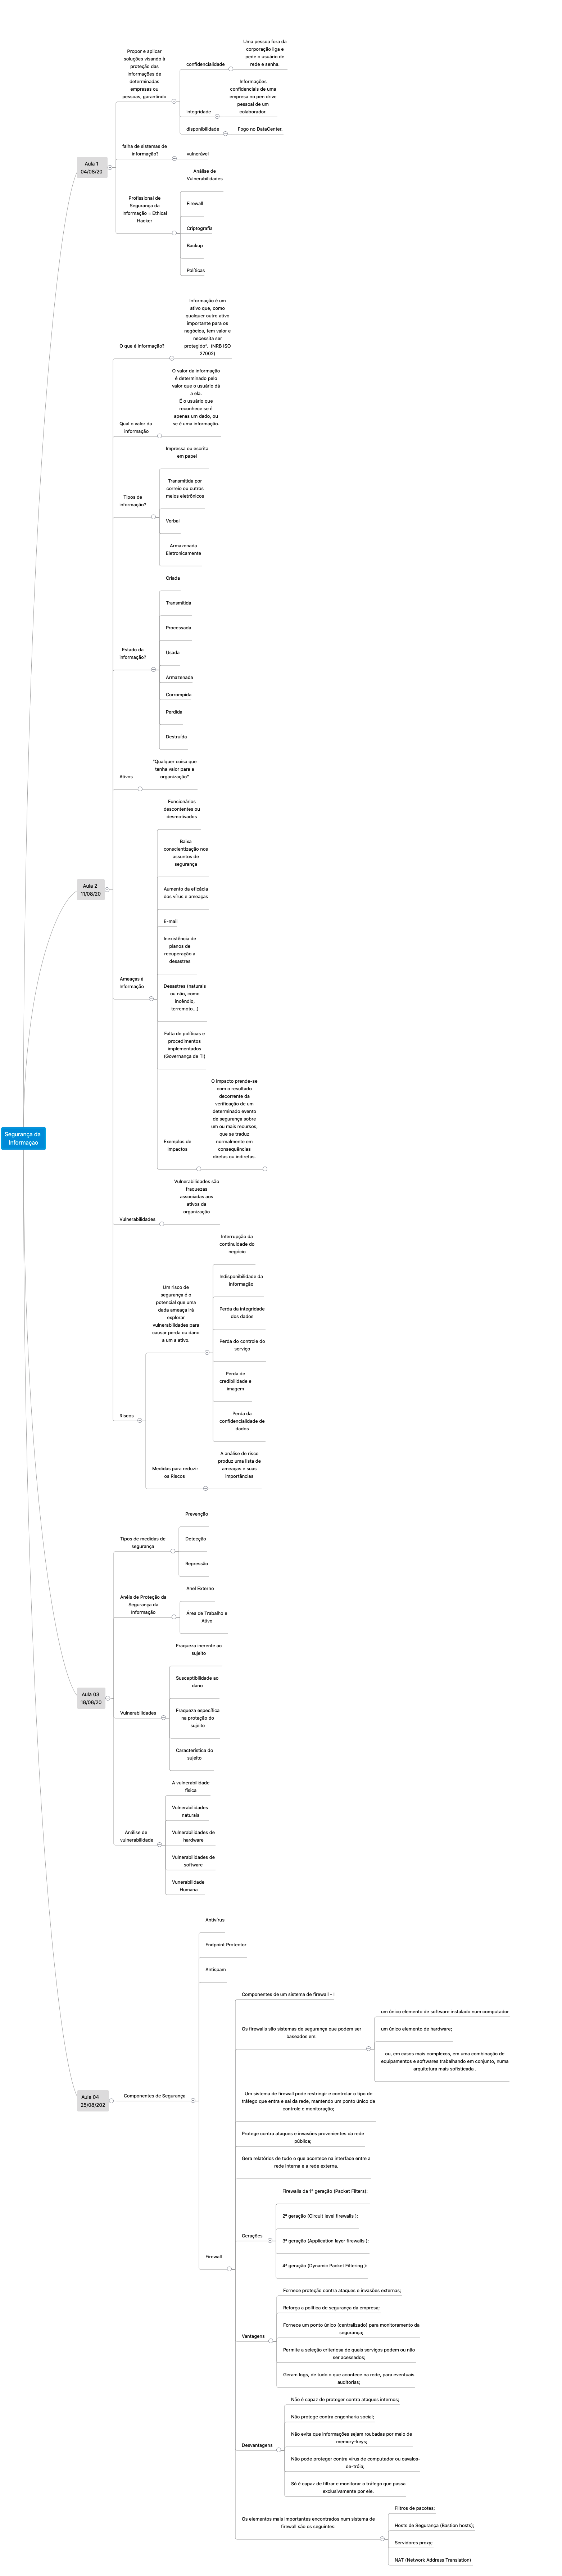 Segurança da
Informaçao
Aula 1
04/08/20
Propor e aplicar
soluções visando à
proteção das
informações de
determinadas
empresas ou
pessoas, garantindo
confidencialidade
Uma pessoa fora da
corporação liga e
pede o usuário de
rede e senha.
integridade
Informações
confidenciais de uma
empresa no pen drive
pessoal de um
colaborador.
disponibilidade
Fogo no DataCenter.
falha de sistemas de
informação?
vulnerável
Profissional de
Segurança da
Informação > Ethical
Hacker
Análise de
Vulnerabilidades
Firewall
Criptografia
Backup
Políticas
Aula 2
11/08/20
O que é informação?
Informação é um
ativo que, como
qualquer outro ativo
importante para os
negócios, tem valor e
necessita ser
protegido”. (NRB ISO
27002)
Qual o valor da
informação
O valor da informação
é determinado pelo
valor que o usuário dá
a ela.
É o usuário que
reconhece se é
apenas um dado, ou
se é uma informação.
Tipos de
informação?
Impressa ou escrita
em papel
Transmitida por
correio ou outros
meios eletrônicos
Verbal
Armazenada
Eletronicamente
Estado da
informação?
Criada
Transmitida
Processada
Usada
Armazenada
Corrompida
Perdida
Destruída
Ativos
“Qualquer coisa que
tenha valor para a
organização”
Ameaças à
Informação
Funcionários
descontentes ou
desmotivados
Baixa
conscientização nos
assuntos de
segurança
Aumento da eficácia
dos vírus e ameaças
E-mail
Inexistência de
planos de
recuperação a
desastres
Desastres (naturais
ou não, como
incêndio,
terremoto...)
Falta de políticas e
procedimentos
implementados
(Governança de TI)
Exemplos de
Impactos
O impacto prende-se
com o resultado
decorrente da
verificação de um
determinado evento
de segurança sobre
um ou mais recursos,
que se traduz
normalmente em
consequências
diretas ou indiretas.
Vulnerabilidades
Vulnerabilidades são
fraquezas
associadas aos
ativos da
organização
Riscos
Um risco de
segurança é o
potencial que uma
dada ameaça irá
explorar
vulnerabilidades para
causar perda ou dano
a um a ativo.
Interrupção da
continuidade do
negócio
Indisponibilidade da
informação
Perda da integridade
dos dados
Perda do controle do
serviço
Perda de
credibilidade e
imagem
Perda da
confidencialidade de
dados
Medidas para reduzir
os Riscos
A análise de risco
produz uma lista de
ameaças e suas
importâncias
Aula 03
18/08/20
Tipos de medidas de
segurança
Prevenção
Detecção
Repressão
Anéis de Proteção da
Segurança da
Informação
Anel Externo
Área de Trabalho e
Ativo
Vulnerabilidades
Fraqueza inerente ao
sujeito
Susceptibilidade ao
dano
Fraqueza específica
na proteção do
sujeito
Característica do
sujeito
Análise de
vulnerabilidade
A vulnerabilidade
física
Vulnerabilidades
naturais
Vulnerabilidades de
hardware
Vulnerabilidades de
software
Vunerabilidade
Humana
Aula 04
25/08/202
Componentes de Segurança
Antivírus
Endpoint Protector
Antispam
Firewall
Componentes de um sistema de firewall - I
Os firewalls são sistemas de segurança que podem ser
baseados em:
um único elemento de software instalado num computador
um único elemento de hardware;
ou, em casos mais complexos, em uma combinação de
equipamentos e softwares trabalhando em conjunto, numa
arquitetura mais sofisticada .
Um sistema de firewall pode restringir e controlar o tipo de
tráfego que entra e sai da rede, mantendo um ponto único de
controle e monitoração;
Protege contra ataques e invasões provenientes da rede
pública;
Gera relatórios de tudo o que acontece na interface entre a
rede interna e a rede externa.
Gerações
Firewalls da 1ª geração (Packet Filters):
2ª geração (Circuit level firewalls ):
3ª geração (Application layer firewalls ):
4ª geração (Dynamic Packet Filtering ):
Vantagens
Fornece proteção contra ataques e invasões externas;
Reforça a política de segurança da empresa;
Fornece um ponto único (centralizado) para monitoramento da
segurança;
Permite a seleção criteriosa de quais serviços podem ou não
ser acessados;
Geram logs, de tudo o que acontece na rede, para eventuais
auditorias;
Desvantagens
Não é capaz de proteger contra ataques internos;
Não protege contra engenharia social;
Não evita que informações sejam roubadas por meio de
memory-keys;
Não pode proteger contra vírus de computador ou cavalos-
de-tróia;
Só é capaz de filtrar e monitorar o tráfego que passa
exclusivamente por ele.
Os elementos mais importantes encontrados num sistema de
firewall são os seguintes:
Filtros de pacotes;
Hosts de Segurança (Bastion hosts);
Servidores proxy;
NAT (Network Address Translation)